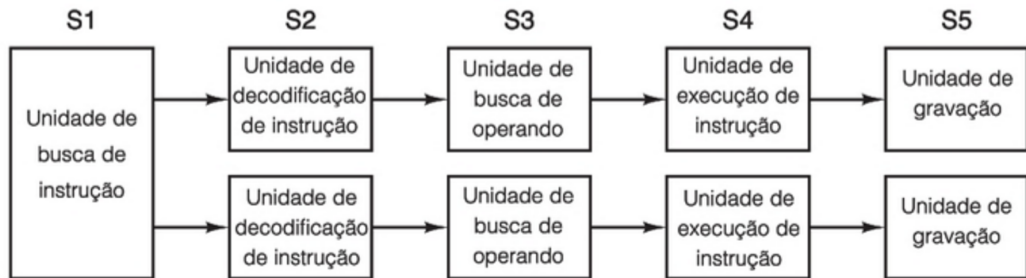 S1
S2
S3
S4
S5
Unidade de
busca de
instrução
Unidade de
decodificação
de instrução
Unidade de
busca de
operando
Unidade de
execução de
instrução
Unidade de
gravação
Unidade de
decodificação
de instrução
Unidade de
busca de
operando
Unidade de
execução de
instrução
Unidade de
gravação